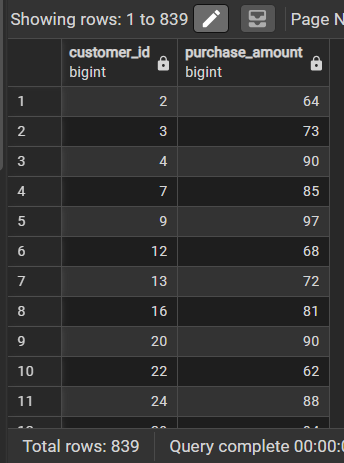 Showing rows: 1 to 839 Page N
customer_id purchase_amount
bigint bigint
1 2 64
2 3 73
3 4 90
4 7 85
5 9 97
6 12 68
7 13 72
8 16 81
9 20 90
10 22 62
11 24 88
Total rows: 839 Query complete 00:00:0